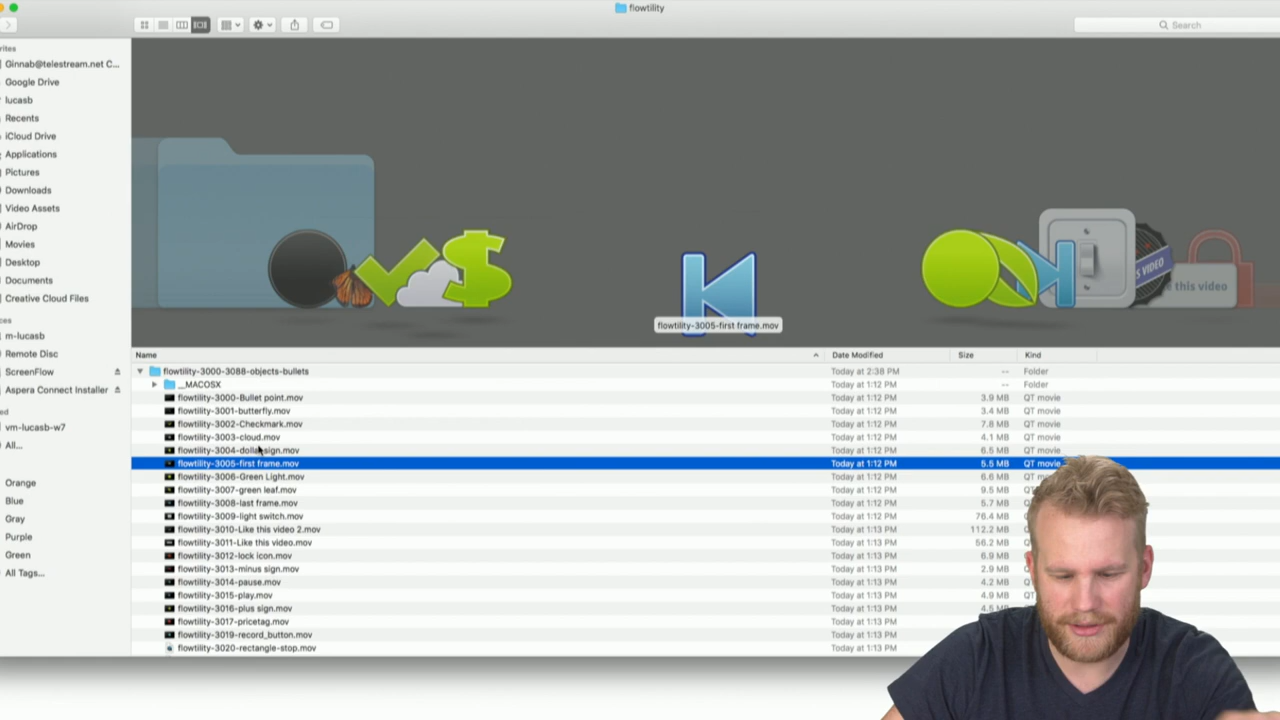 flowtility
Search
rites
Ginnab@telestream.net C...
Google Drive
lucasb
Recents
iCloud Drive
Applications
Pictures
Downloads
Video Assets
AirDrop
Movies
Desktop
Documents
Creative Cloud Files
ces
m-lucasb
Remote Disc
ScreenFlow
Aspera Connect Installer
ed
vm-lucasb-w7
All...
Orange
Blue
Gray
Purple
Green
All Tags...
S VIDEO
this video
flowtility-3005-first frame.mov
Name Date Modified Size Kind
flowtility-3000-3088-objects-bullets Today at 2:38 PM -- Folder
__MACOSX Today at 1:12 PM -- Folder
flowtility-3000-Bullet point.mov Today at 1:12 PM 3.9 MB QT movie
flowtility-3001-butterfly.mov Today at 1:12 PM 3.4 MB QT movie
flowtility-3002-Checkmark.mov Today at 1:12 PM 7.8 MB QT movie
flowtility-3003-cloud.mov Today at 1:12 PM 4.1 MB QT movie
flowtility-3004-dollar sign.mov Today at 1:12 PM 6.5 MB QT movie
flowtility-3005-first frame.mov Today at 1:12 PM 5.5 MB QT movie
flowtility-3006-Green Light.mov Today at 1:12 PM 6.6 MB QT m
flowtility-3007-green leaf.mov Today at 1:12 PM 9.5 MB QT
flowtility-3008-last frame.mov Today at 1:12 PM 5.7 MB QT
flowtility-3009-light switch.mov Today at 1:12 PM 76.4 MB QT
flowtility-3010-Like this video 2.mov Today at 1:13 PM 112.2 MB QT
flowtility-3011-Like this video.mov Today at 1:13 PM 56.2 MB QT
flowtility-3012-lock icon.mov Today at 1:13 PM 6.9 MB QT
flowtility-3013-minus sign.mov Today at 1:13 PM 2.9 MB QT
flowtility-3014-pause.mov Today at 1:13 PM 4.2 MB QT
flowtility-3015-play.mov Today at 1:13 PM 4.9 MB QT
flowtility-3016-plus sign.mov Today at 1:13 PM 4.5 M
flowtility-3017-pricetag.mov Today at 1:13 PM
flowtility-3019-record_button.mov Today at 1:13 PM
flowtility-3020-rectangle-stop.mov Today at 1:13 PM